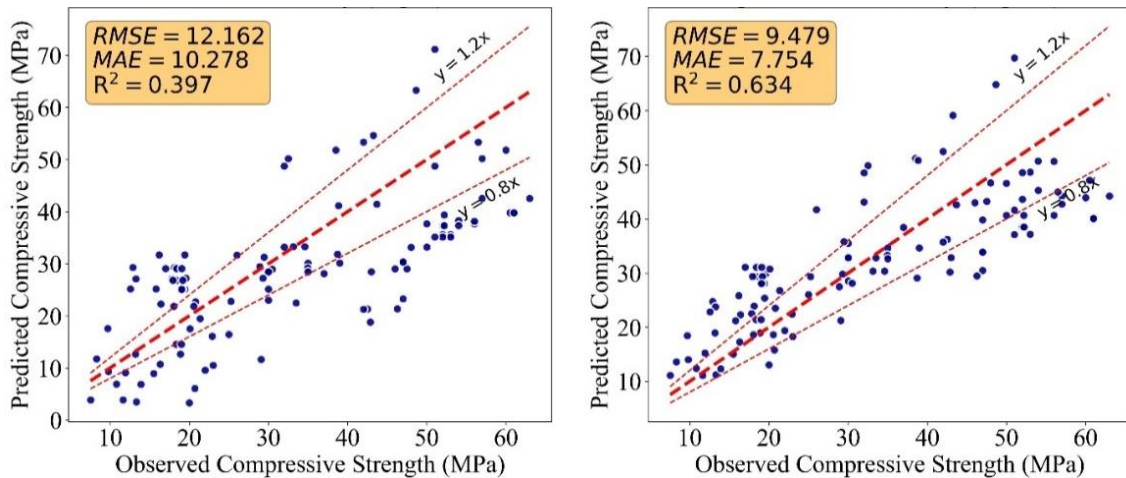 RMSE = 12.162
MAE = 10.278
R² = 0.397
y = 1.2x
y = 0.8x
Predicted Compressive Strength (MPa)
70
60
50
40
30
20
10
0
10 20 30 40 50 60
Observed Compressive Strength (MPa)
RMSE = 9.479
MAE = 7.754
R² = 0.634
y = 1.2x
y = 0.8x
Predicted Compressive Strength (MPa)
70
60
50
40
30
20
10
10 20 30 40 50 60
Observed Compressive Strength (MPa)